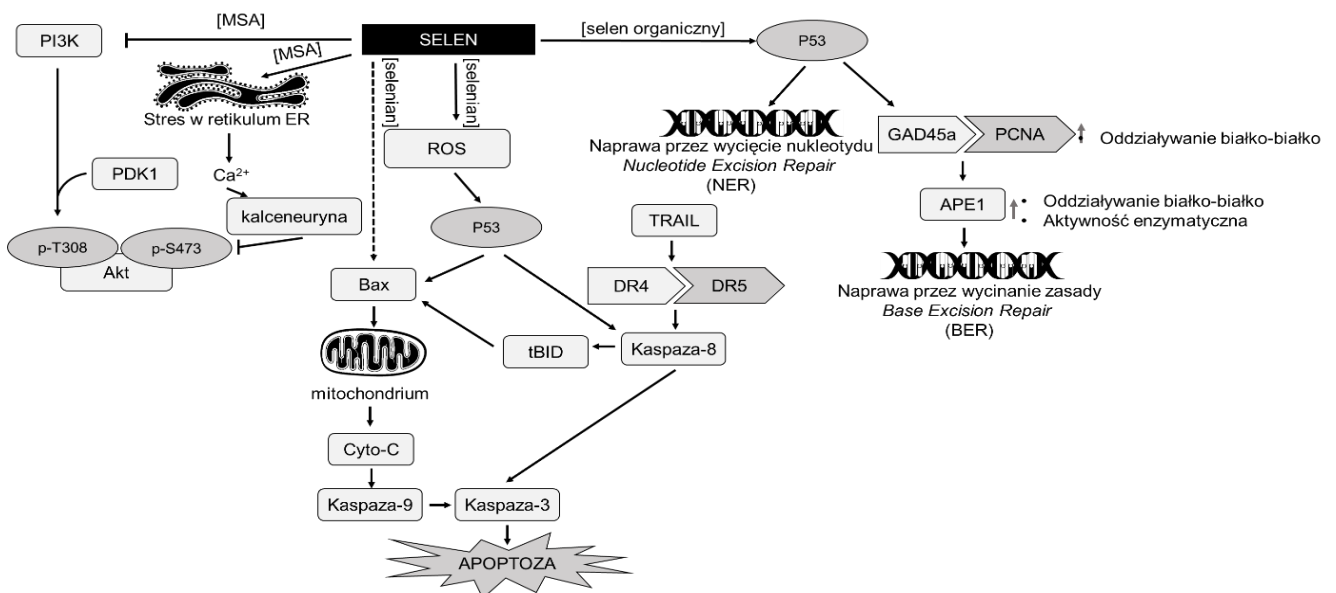 [MSA]
PI3K
SELEN
[selen organiczny]
P53
[MSA]
[selenian]
[selenian]
Stres w retikulum ER
ROS
Naprawa przez wycięcie nukleotydu
Nucleotide Excision Repair
(NER)
GAD45a
PCNA
Oddziaływanie białko-białko
PDK1
Ca²⁺
kalceneuryna
P53
TRAIL
APE1
• Oddziaływanie białko-białko
• Aktywność enzymatyczna
p-T308
p-S473
Akt
Bax
DR4
DR5
Naprawa przez wycinanie zasady
Base Excision Repair
(BER)
tBID
Kaspaza-8
mitochondrium
Cyto-C
Kaspaza-9
Kaspaza-3
APOPTOZA